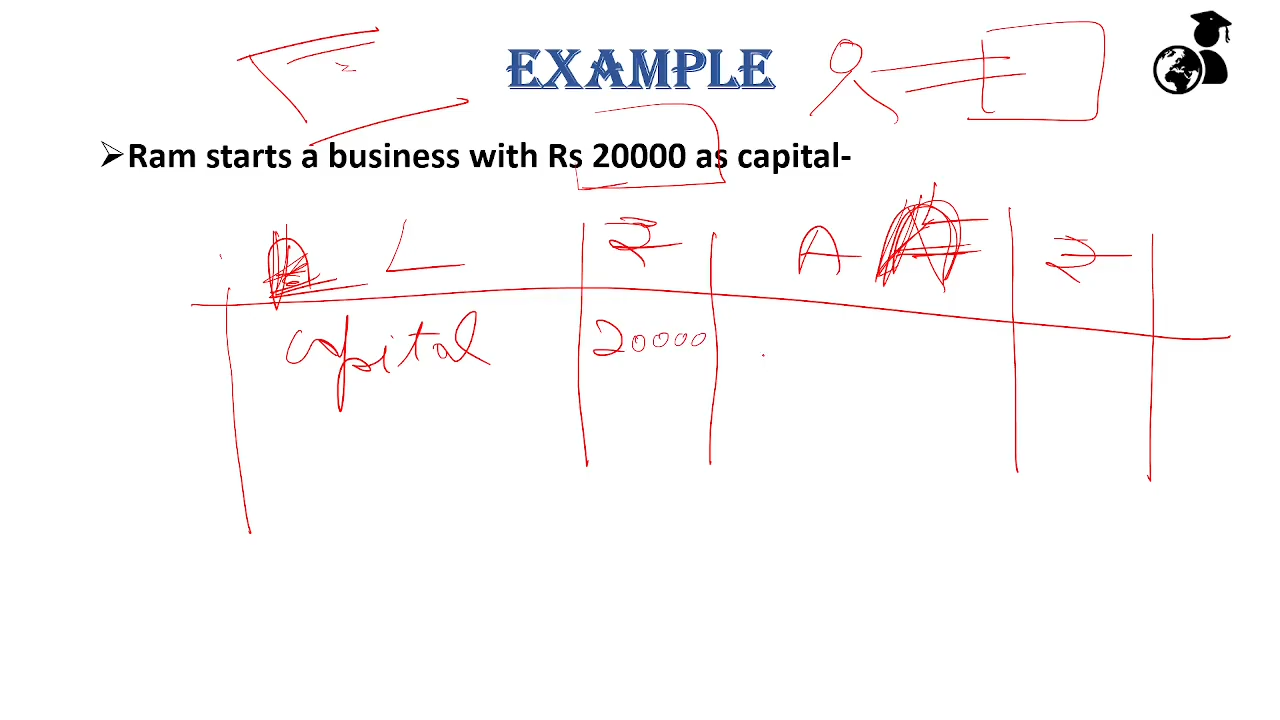 EXAMPLE
➢Ram starts a business with Rs 20000 as capital-
L ₹ A ₹
capital 20000